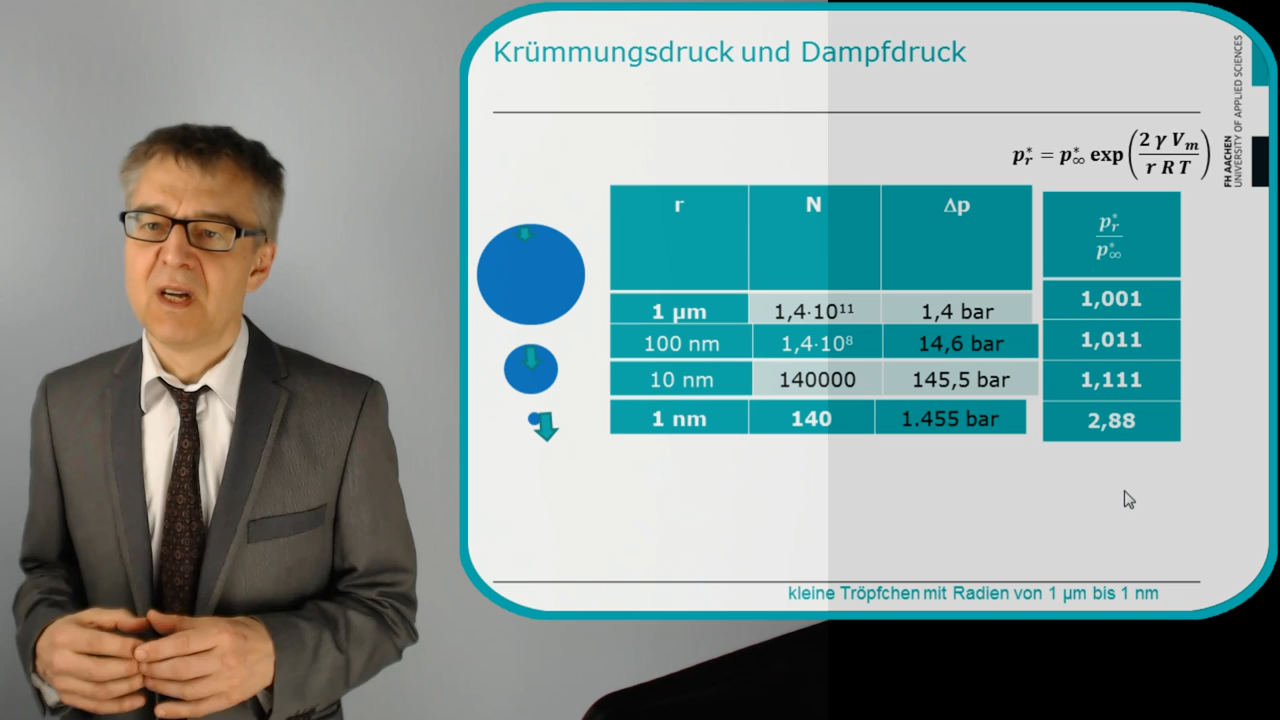 Krümmungsdruck und Dampfdruck
FH AACHEN
UNIVERSITY OF APPLIED SCIENCES
p*r = p*∞ exp(2 γ Vm / r R T)
r N Δp p*r / p*∞
1 µm 1,4·10¹¹ 1,4 bar 1,001
100 nm 1,4·10⁸ 14,6 bar 1,011
10 nm 140000 145,5 bar 1,111
1 nm 140 1.455 bar 2,88
kleine Tröpfchen mit Radien von 1 µm bis 1 nm